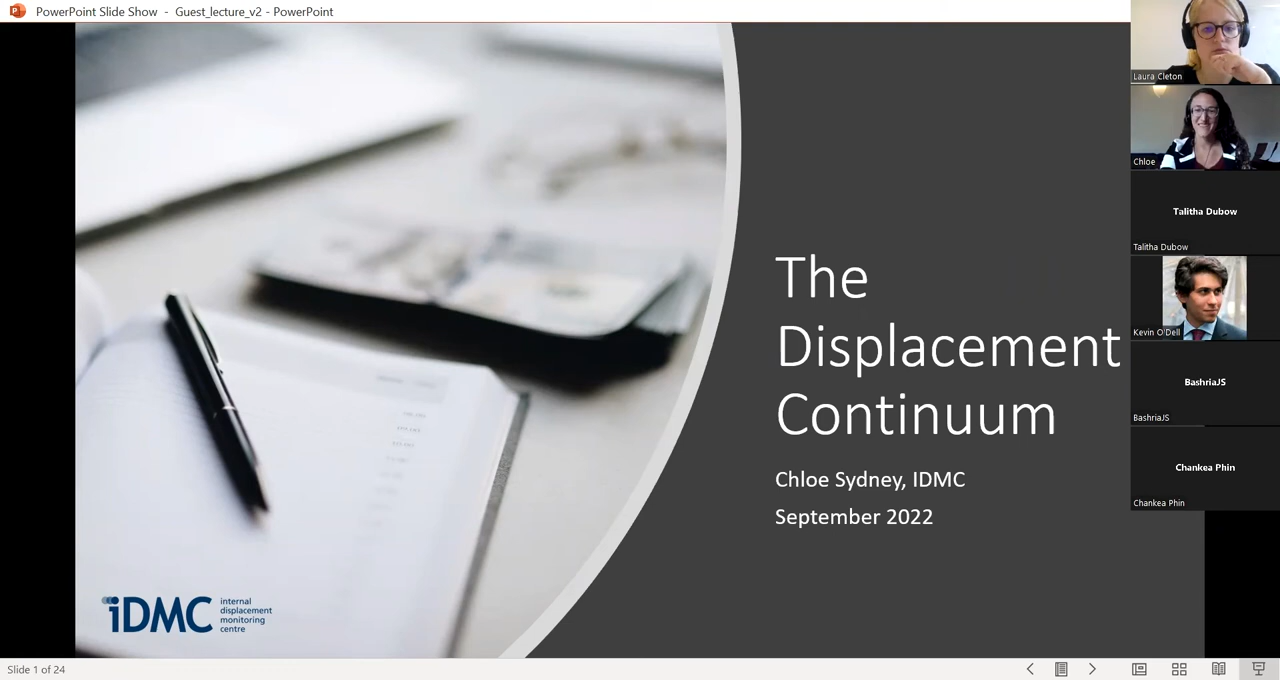 PowerPoint Slide Show - Guest_lecture_v2 - PowerPoint
The
Displacement
Continuum
Chloe Sydney, IDMC
September 2022
iDMC
internal
displacement
monitoring
centre
Laura Cleton
Chloe
Talitha Dubow
Talitha Dubow
Kevin O'Dell
BashriaJS
BashriaJS
Chankea Phin
Chankea Phin
Slide 1 of 24